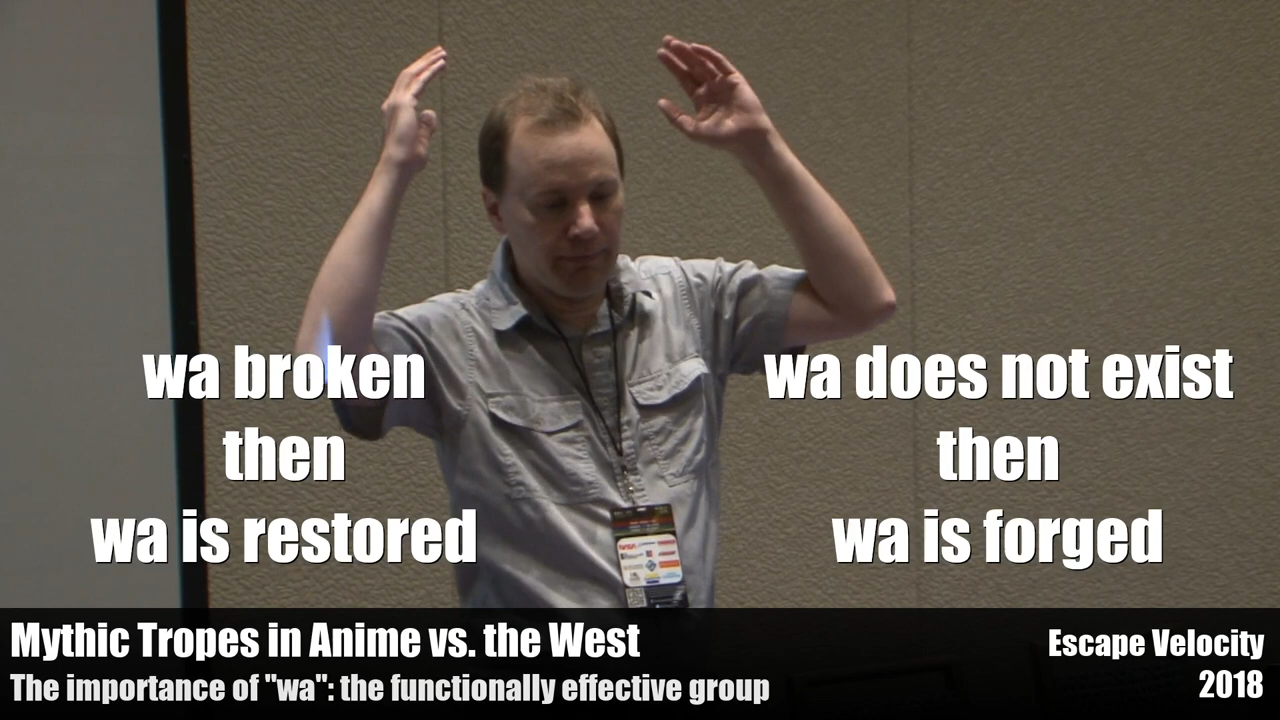 wa broken
then
wa is restored
wa does not exist
then
wa is forged
Mythic Tropes in Anime vs. the West
The importance of "wa": the functionally effective group
Escape Velocity
2018